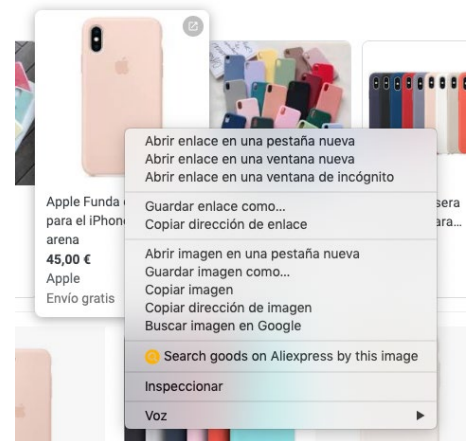 Abrir enlace en una pestaña nueva
Abrir enlace en una ventana nueva
Abrir enlace en una ventana de incógnito
Guardar enlace como...
Copiar dirección de enlace
Abrir imagen en una pestaña nueva
Guardar imagen como...
Copiar imagen
Copiar dirección de imagen
Buscar imagen en Google
Search goods on Aliexpress by this image
Inspeccionar
Voz
Apple Funda
para el iPhon
arena
45,00 €
Apple
Envío gratis
sera
ara...